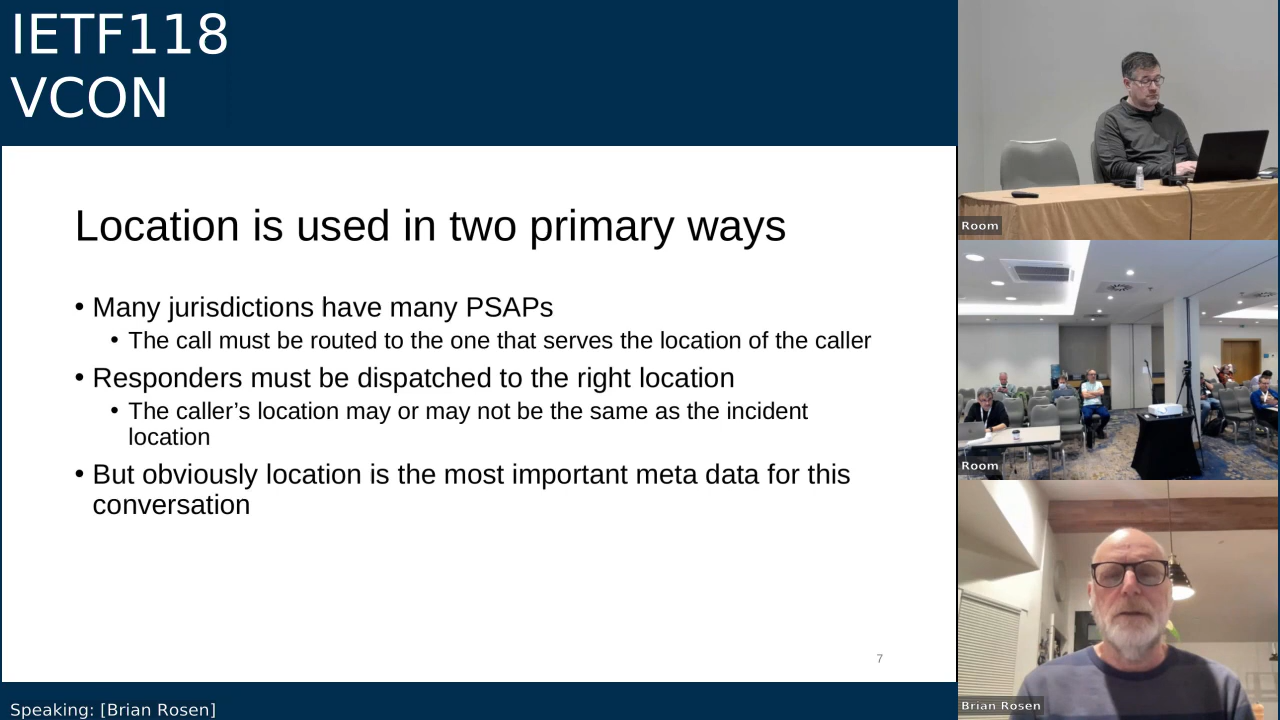 IETF118
VCON
Location is used in two primary ways
• Many jurisdictions have many PSAPs
• The call must be routed to the one that serves the location of the caller
• Responders must be dispatched to the right location
• The caller’s location may or may not be the same as the incident
location
• But obviously location is the most important meta data for this
conversation
7
Speaking: [Brian Rosen]
Room
Room
Brian Rosen